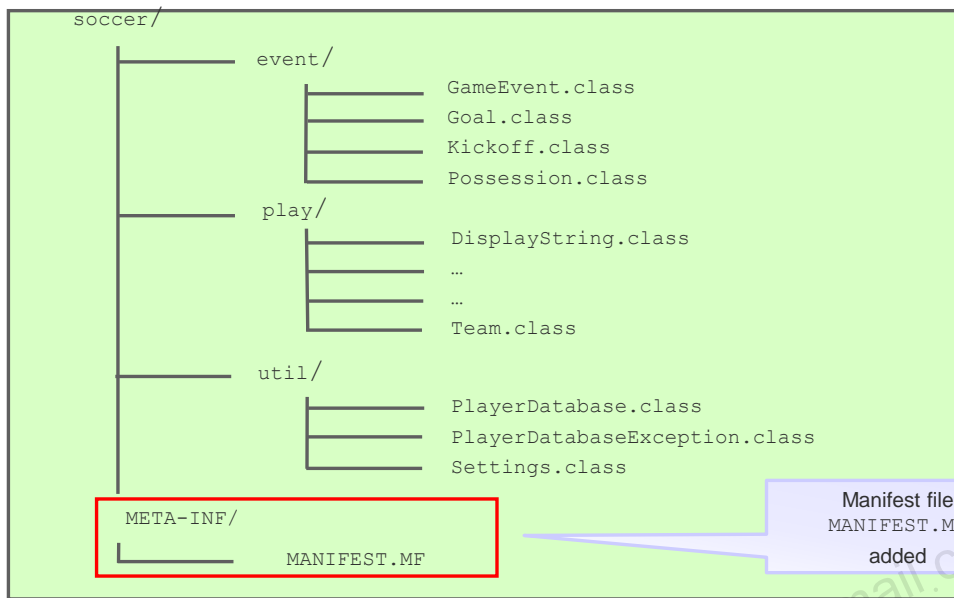 soccer/
event/
GameEvent.class
Goal.class
Kickoff.class
Possession.class
play/
DisplayString.class
…
…
Team.class
util/
PlayerDatabase.class
PlayerDatabaseException.class
Settings.class
META-INF/
MANIFEST.MF
Manifest file
MANIFEST.M
added